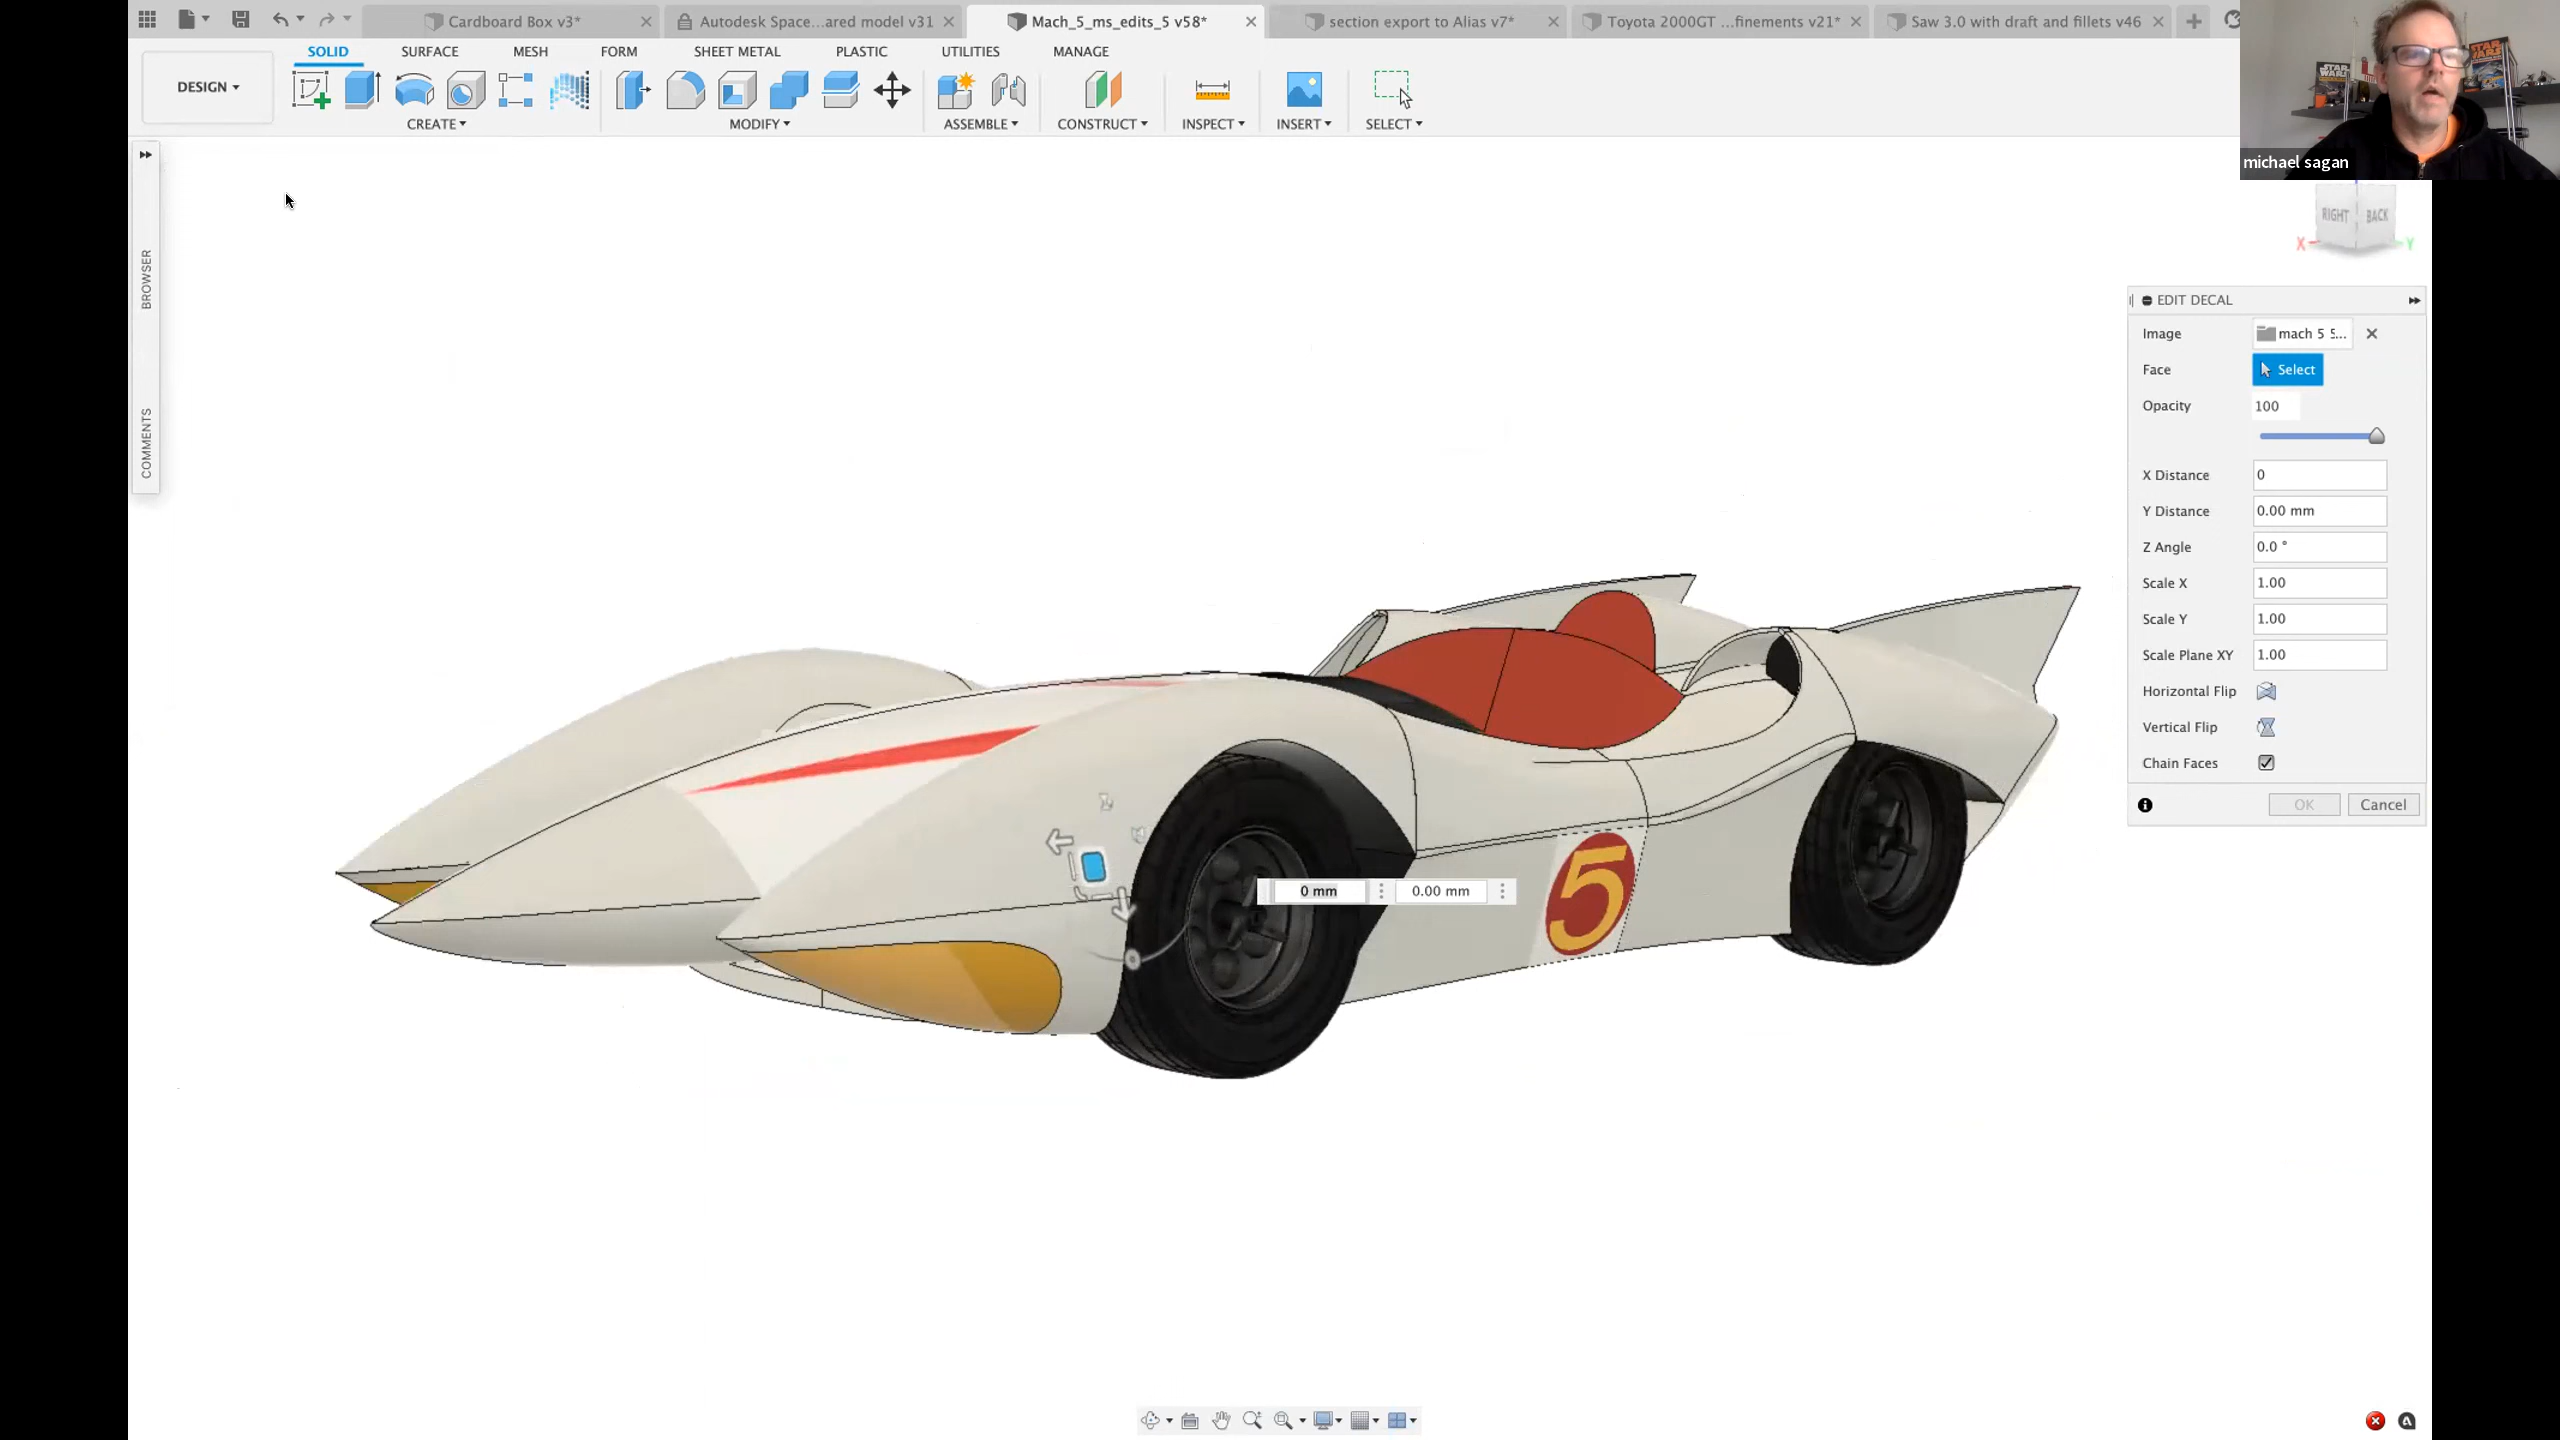 Cardboard Box v3*
Autodesk Space...ared model v31
Mach_5_ms_edits_5 v58*
section export to Alias v7*
Toyota 2000GT ...finements v21*
Saw 3.0 with draft and fillets v46
SOLID
SURFACE
MESH
FORM
SHEET METAL
PLASTIC
UTILITIES
MANAGE
DESIGN
CREATE
MODIFY
ASSEMBLE
CONSTRUCT
INSPECT
INSERT
SELECT
STAR WARS
STAR WARS
michael sagan
RIGHT
BACK
X
Y
BROWSER
COMMENTS
EDIT DECAL
Image mach 5 5...
Face Select
Opacity 100
X Distance 0
Y Distance 0.00 mm
Z Angle 0.0 °
Scale X 1.00
Scale Y 1.00
Scale Plane XY 1.00
Horizontal Flip
Vertical Flip
Chain Faces
OK Cancel
0 mm
0.00 mm
5